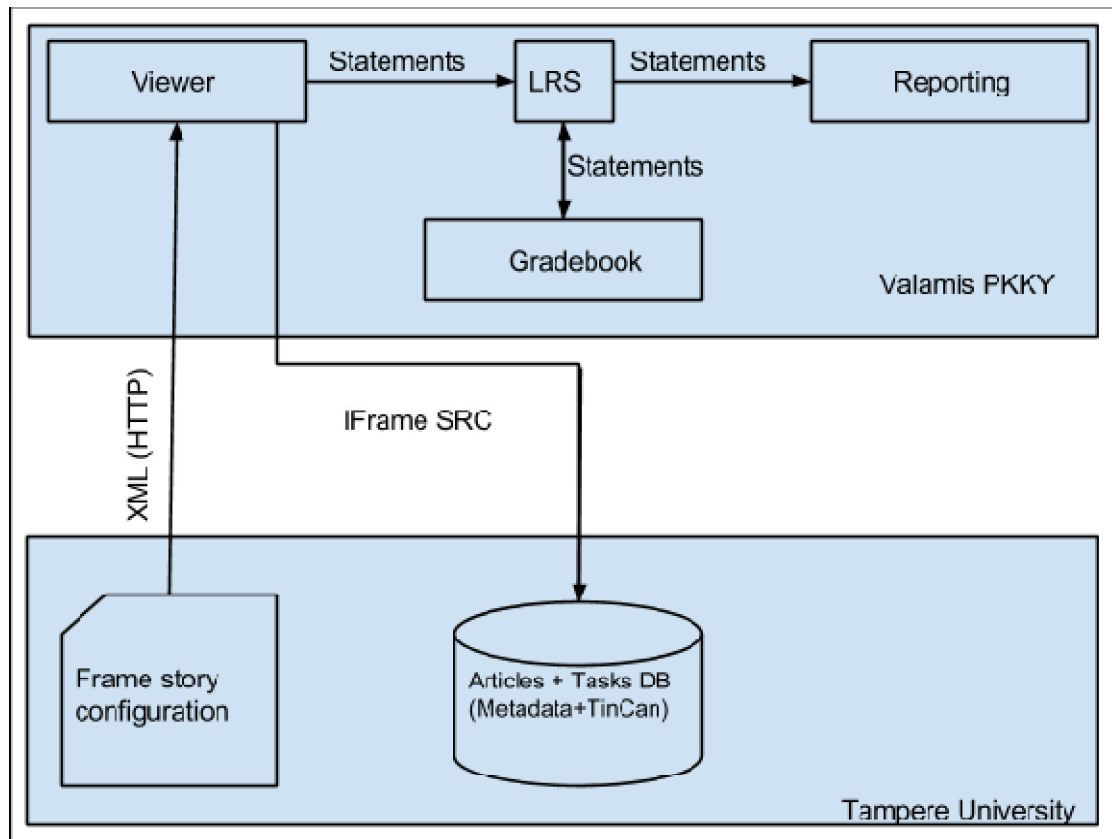 Viewer
Statements
LRS
Statements
Reporting
Statements
Gradebook
Valamis PKKY
XML (HTTP)
IFrame SRC
Frame story
configuration
Articles + Tasks DB
(Metadata+TinCan)
Tampere University